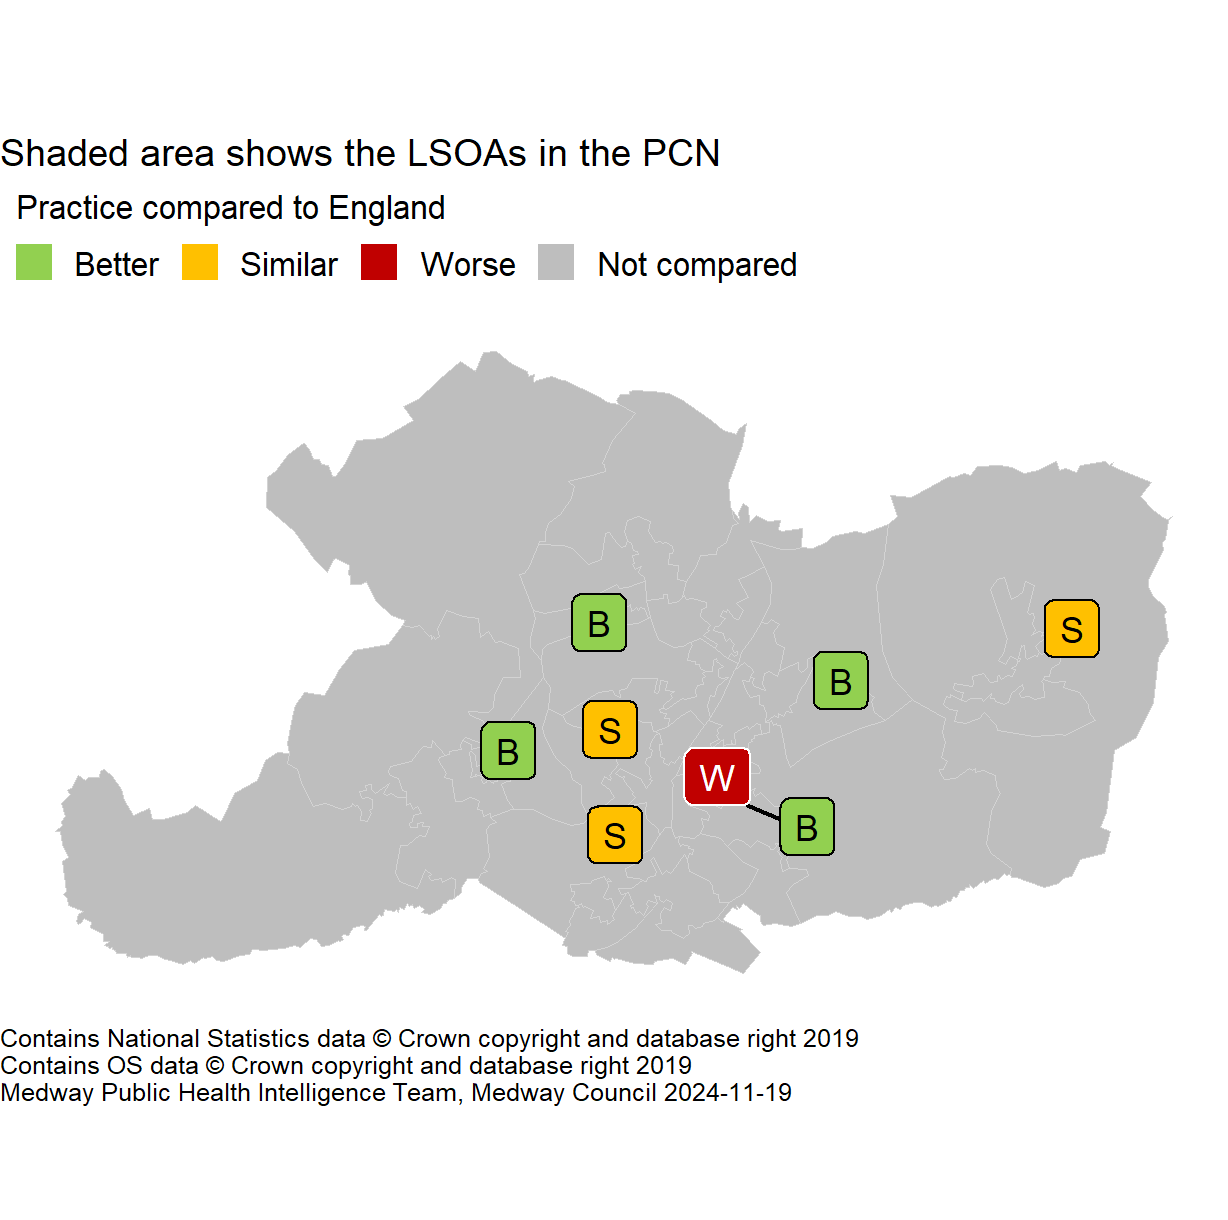 Shaded area shows the LSOAs in the PCN
Practice compared to England
Better Similar Worse Not compared
B
S
B
B
S
W
B
S
Contains National Statistics data © Crown copyright and database right 2019
Contains OS data © Crown copyright and database right 2019
Medway Public Health Intelligence Team, Medway Council 2024-11-19